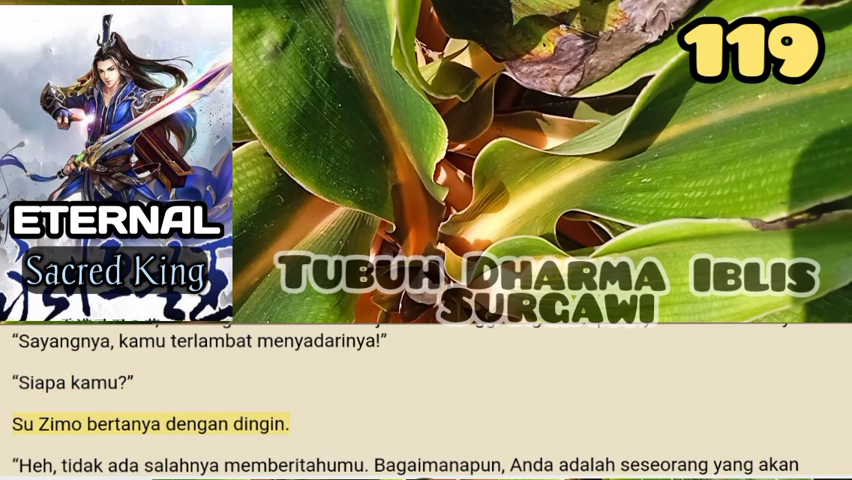 119
ETERNAL
Sacred King
TUBUH DHARMA IBLIS
SURGAWI
“Sayangnya, kamu terlambat menyadarinya!”
“Siapa kamu?”
Su Zimo bertanya dengan dingin.
“Heh, tidak ada salahnya memberitahumu. Bagaimanapun, Anda adalah seseorang yang akan